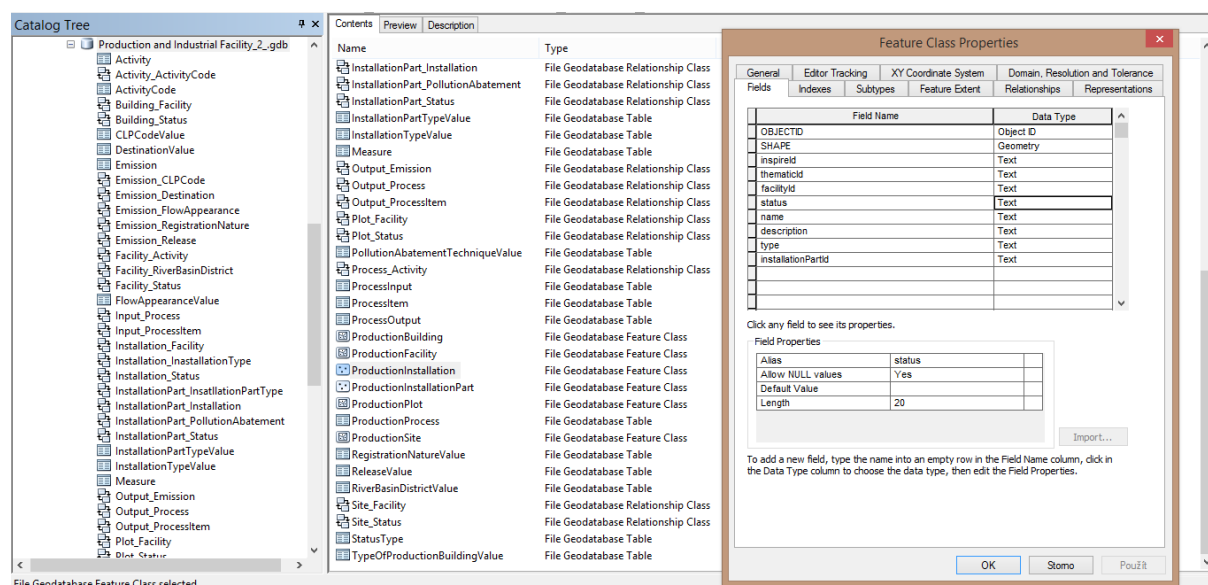 Catalog Tree
Production and Industrial Facility_2_.gdb
Activity
Activity_ActivityCode
ActivityCode
Building_Facility
Building_Status
CLPCodeValue
DestinationValue
Emission
Emission_CLPCode
Emission_Destination
Emission_FlowAppearance
Emission_RegistrationNature
Emission_Release
Facility_Activity
Facility_RiverBasinDistrict
Facility_Status
FlowAppearanceValue
Input_Process
Input_ProcessItem
Installation_Facility
Installation_InastallationType
Installation_Status
InstallationPart_InsatllationPartType
InstallationPart_Installation
InstallationPart_PollutionAbatement
InstallationPart_Status
InstallationPartTypeValue
InstallationTypeValue
Measure
Output_Emission
Output_Process
Output_ProcessItem
Plot_Facility
Plot_Status
File Geodatabase Feature Class selected
Contents Preview Description
Name Type
InstallationPart_Installation File Geodatabase Relationship Class
InstallationPart_PollutionAbatement File Geodatabase Relationship Class
InstallationPart_Status File Geodatabase Relationship Class
InstallationPartTypeValue File Geodatabase Table
InstallationTypeValue File Geodatabase Table
Measure File Geodatabase Table
Output_Emission File Geodatabase Relationship Class
Output_Process File Geodatabase Relationship Class
Output_ProcessItem File Geodatabase Relationship Class
Plot_Facility File Geodatabase Relationship Class
Plot_Status File Geodatabase Relationship Class
PollutionAbatementTechniqueValue File Geodatabase Table
Process_Activity File Geodatabase Relationship Class
ProcessInput File Geodatabase Table
ProcessItem File Geodatabase Table
ProcessOutput File Geodatabase Table
ProductionBuilding File Geodatabase Feature Class
ProductionFacility File Geodatabase Feature Class
ProductionInstallation File Geodatabase Feature Class
ProductionInstallationPart File Geodatabase Feature Class
ProductionPlot File Geodatabase Feature Class
ProductionProcess File Geodatabase Table
ProductionSite File Geodatabase Feature Class
RegistrationNatureValue File Geodatabase Table
ReleaseValue File Geodatabase Table
RiverBasinDistrictValue File Geodatabase Table
Site_Facility File Geodatabase Relationship Class
Site_Status File Geodatabase Relationship Class
StatusType File Geodatabase Table
TypeOfProductionBuildingValue File Geodatabase Table
Feature Class Properties
General Editor Tracking XY Coordinate System Domain, Resolution and Tolerance
Fields Indexes Subtypes Feature Extent Relationships Representations
Field Name Data Type
OBJECTID Object ID
SHAPE Geometry
inspireId Text
thematicId Text
facilityId Text
status Text
name Text
description Text
type Text
installationPartId Text
Click any field to see its properties.
Field Properties
Alias status
Allow NULL values Yes
Default Value
Length 20
Import...
To add a new field, type the name into an empty row in the Field Name column, click in
the Data Type column to choose the data type, then edit the Field Properties.
OK Storno Použít